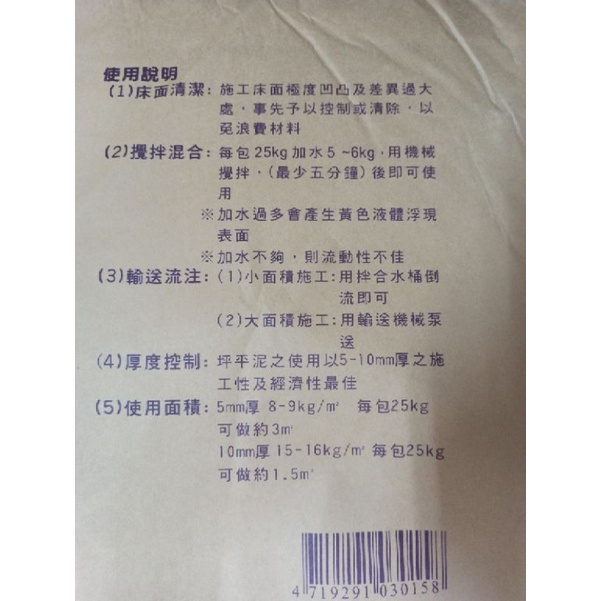 使用說明
(1)床面清潔：施工床面極度凹凸及差異過大
處，事先予以控制或清除，以
免浪費材料
(2)攪拌混合：每包25kg加水5~6kg，用機械
攪拌，(最少五分鐘)後即可使
用
※加水過多會產生黃色液體浮現
表面
※加水不夠，則流動性不佳
(3)輸送流注：(1)小面積施工：用拌合水桶倒
流即可
(2)大面積施工：用輸送機械泵
送
(4)厚度控制：坪平泥之使用以5-10mm厚之施
工性及經濟性最佳
(5)使用面積：5mm厚 8-9kg/m² 每包25kg
可做約3m²
10mm厚 15-16kg/m² 每包25kg
可做約1.5m²
4 719291 030158